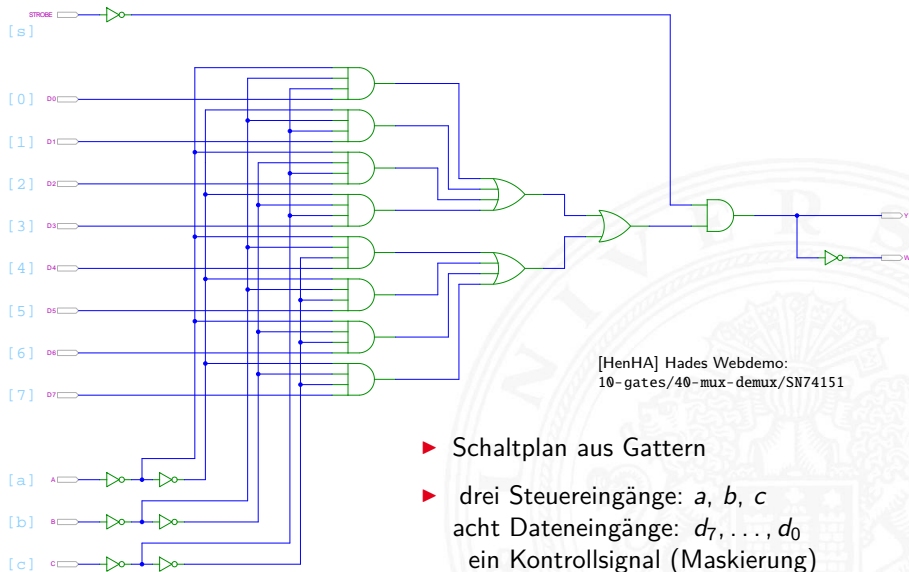 STROBE
[s]
[0] D0
[1] D1
[2] D2
[3] D3
[4] D4
[5] D5
[6] D6
[7] D7
[a] A
[b] B
[c] C
Y
W
[HenHA] Hades Webdemo:
10-gates/40-mux-demux/SN74151
► Schaltplan aus Gattern
► drei Steuereingänge: a, b, c
acht Dateneingänge: d₇, . . . , d₀
ein Kontrollsignal (Maskierung)